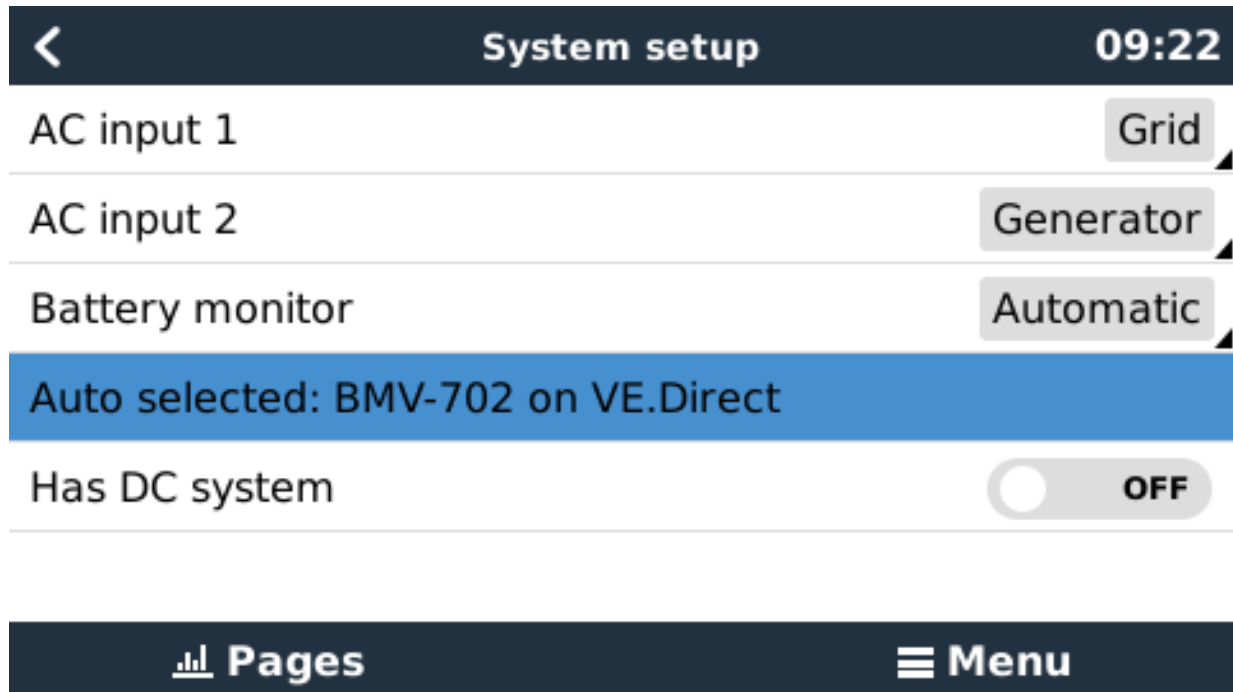 System setup 09:22
AC input 1 Grid
AC input 2 Generator
Battery monitor Automatic
Auto selected: BMV-702 on VE.Direct
Has DC system OFF
Pages Menu